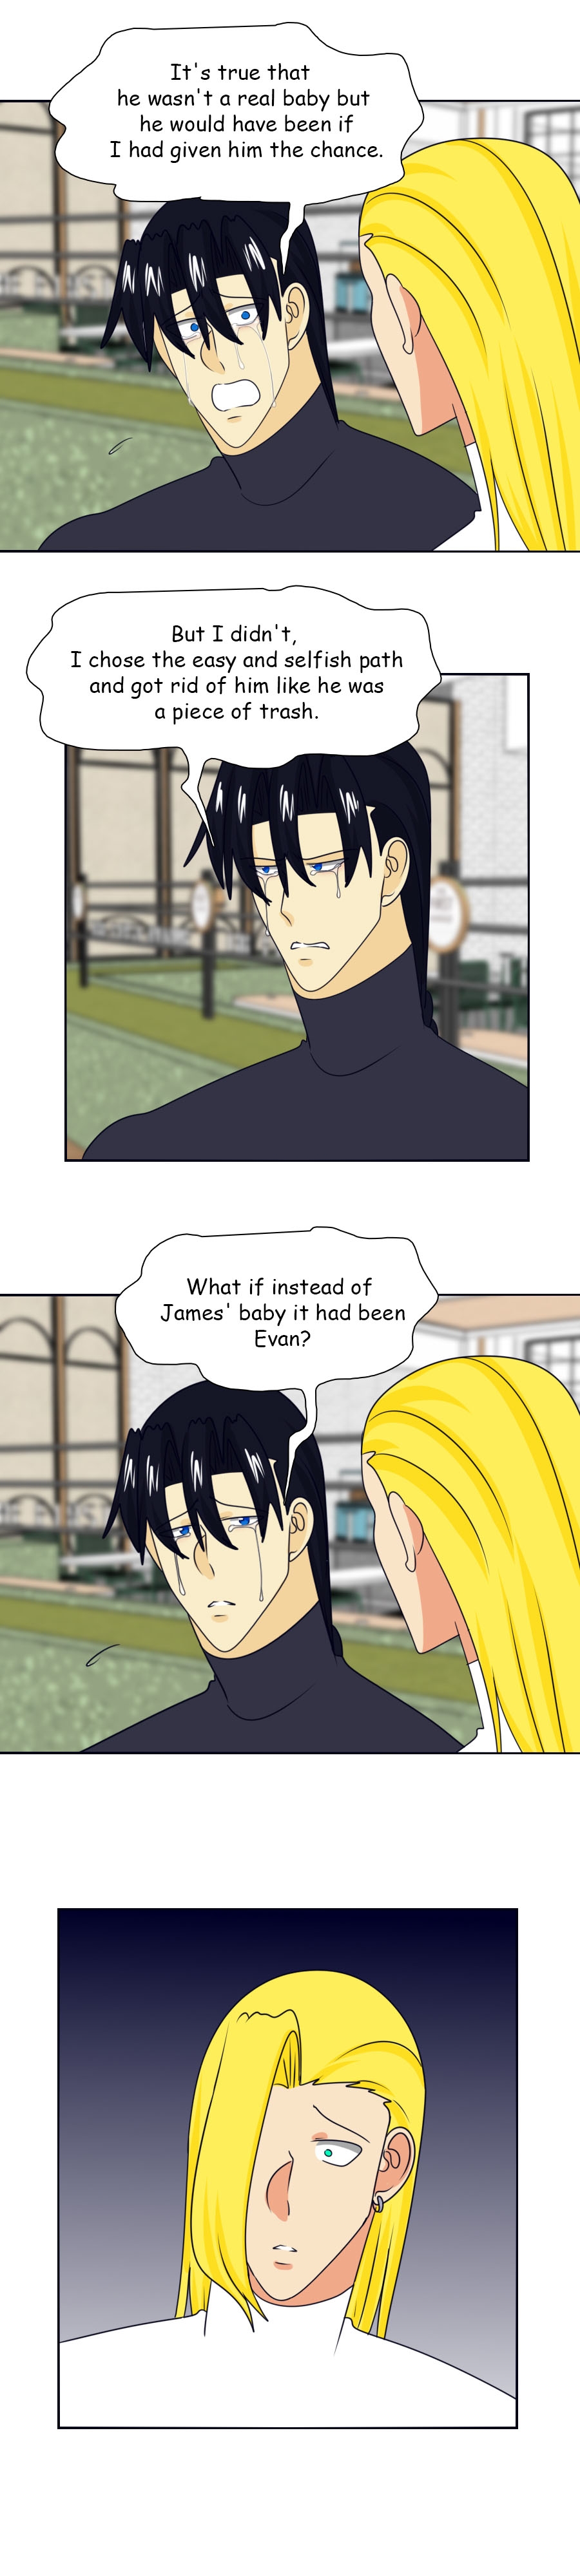 It's true that
he wasn't a real baby but
he would have been if
I had given him the chance.
But I didn't,
I chose the easy and selfish path
and got rid of him like he was
a piece of trash.
What if instead of
James' baby it had been
Evan?